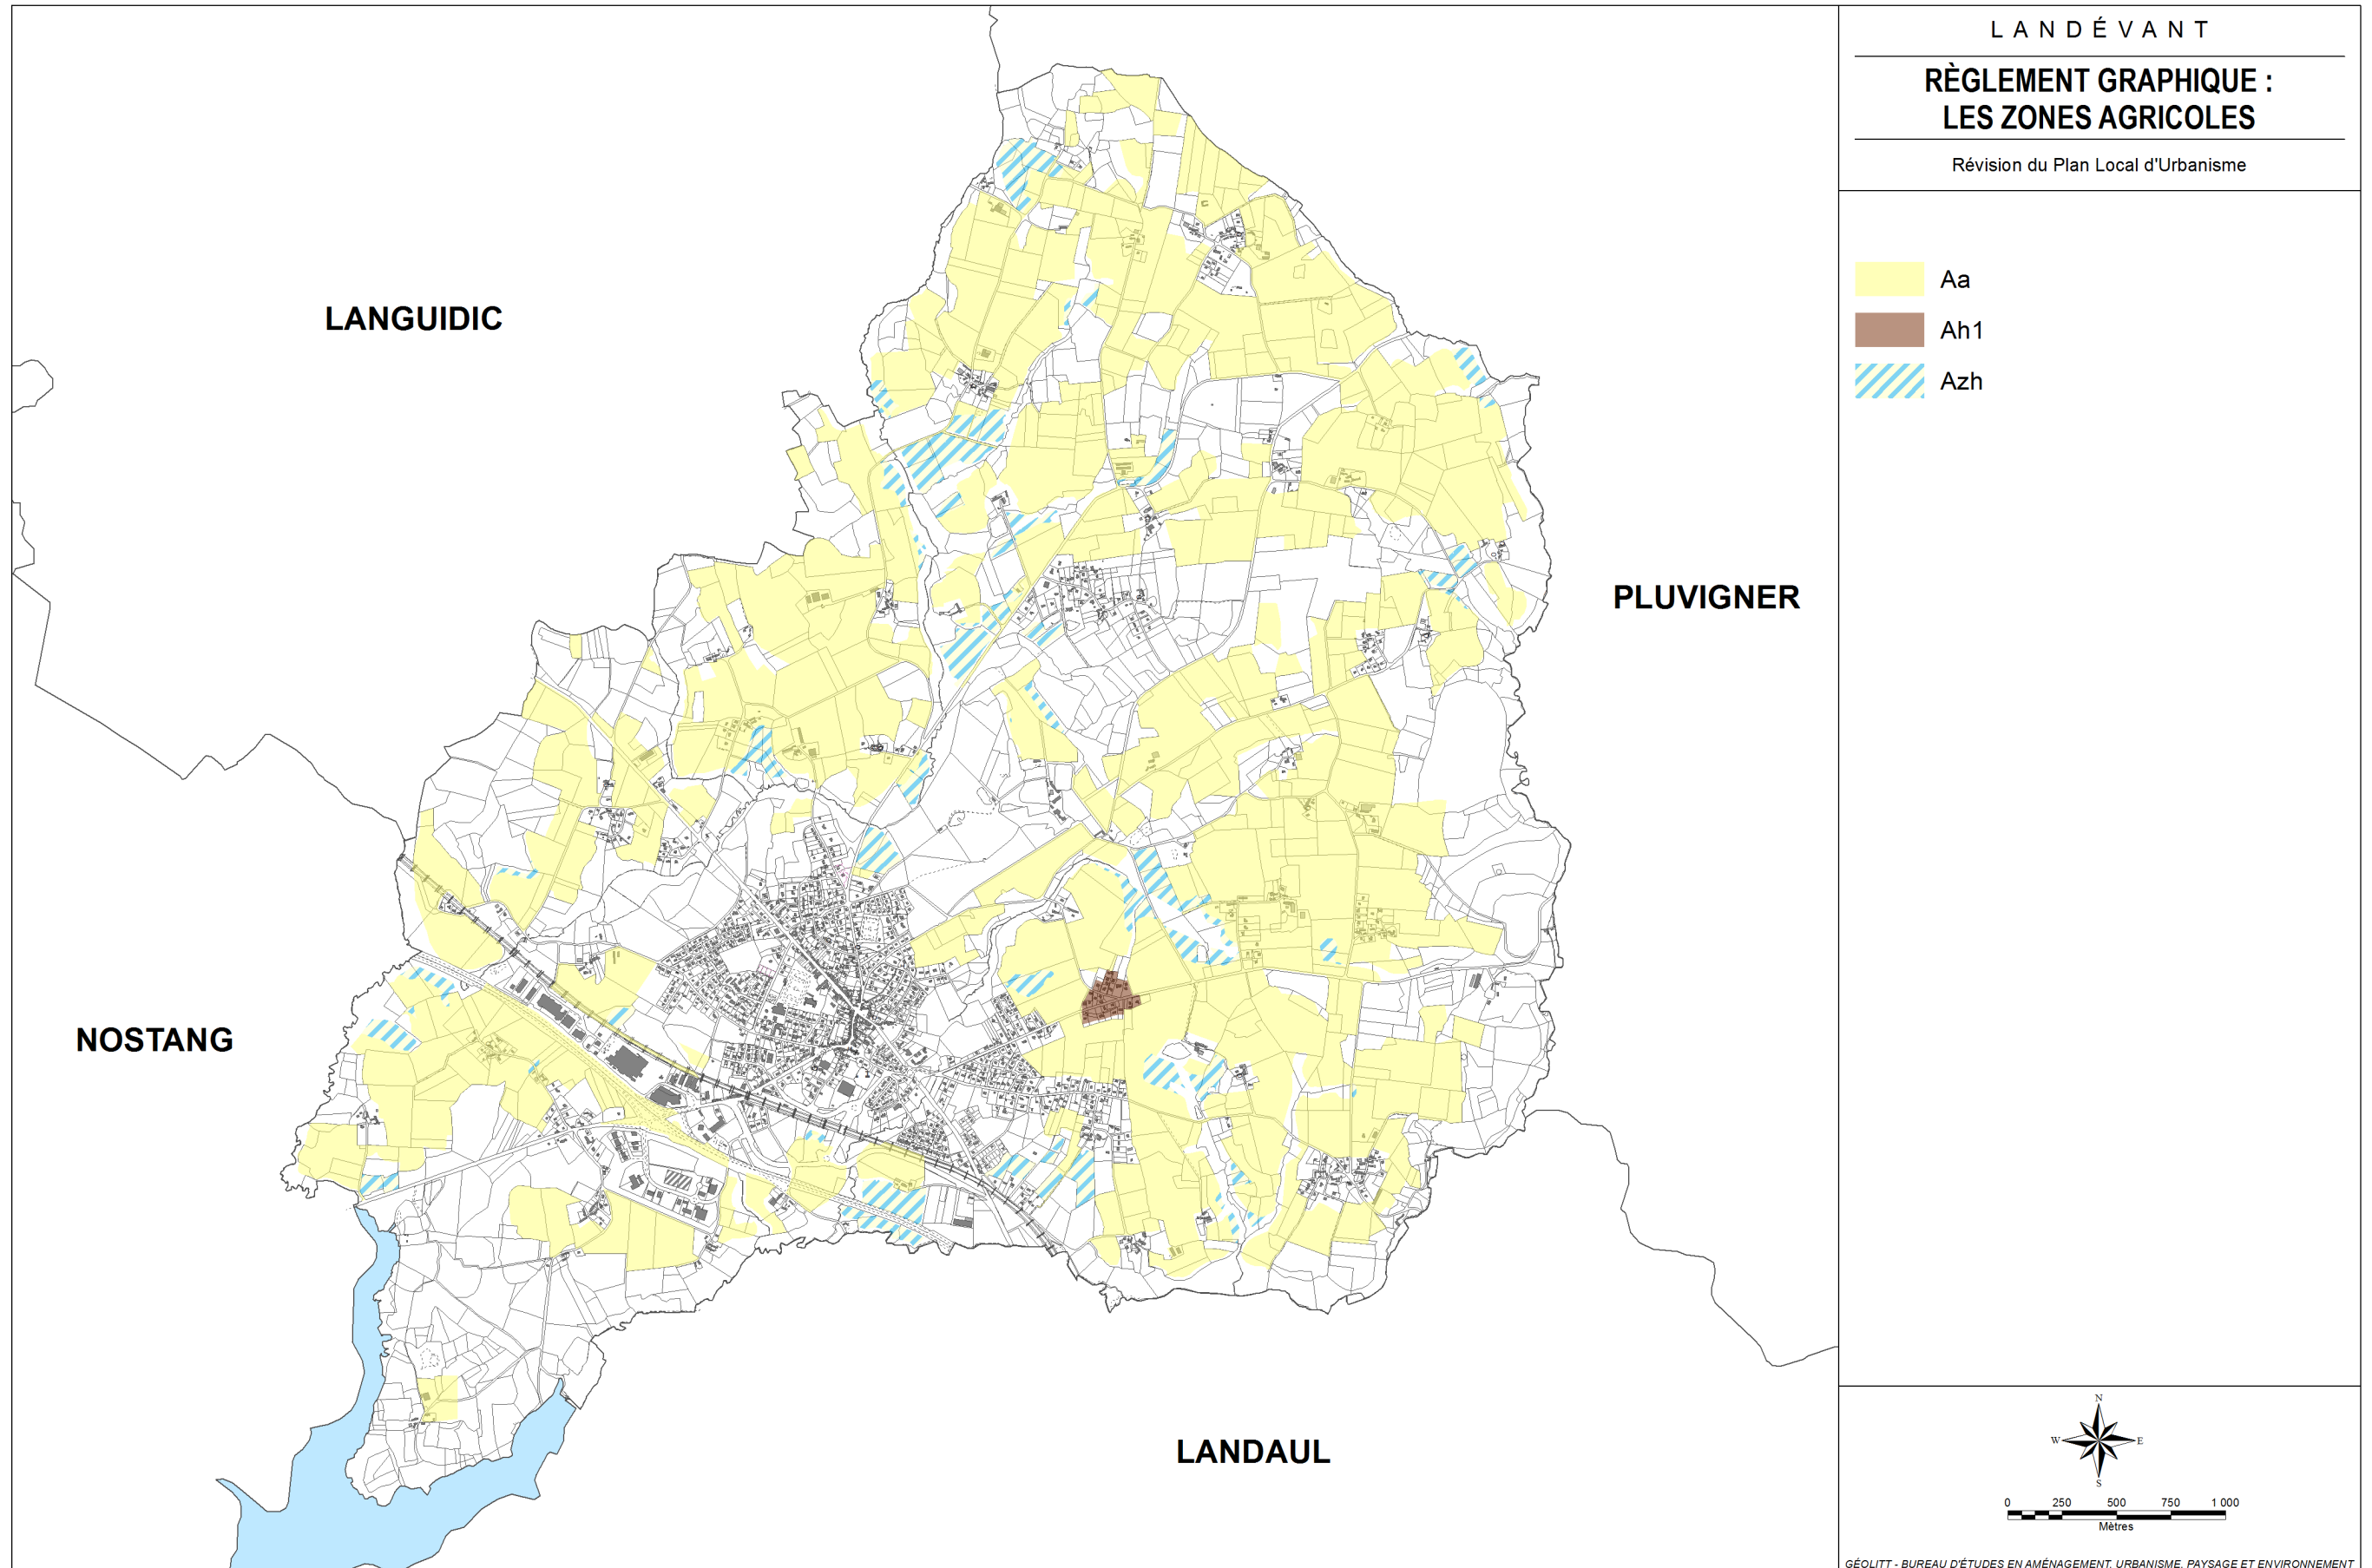 LANDÉVANT
RÈGLEMENT GRAPHIQUE :
LES ZONES AGRICOLES
Révision du Plan Local d'Urbanisme
Aa
Ah1
Azh
LANGUIDIC
PLUVIGNER
NOSTANG
LANDAUL
N
W E
S
0 250 500 750 1 000
Mètres
GÉOLITT - BUREAU D'ÉTUDES EN AMÉNAGEMENT, URBANISME, PAYSAGE ET ENVIRONNEMENT